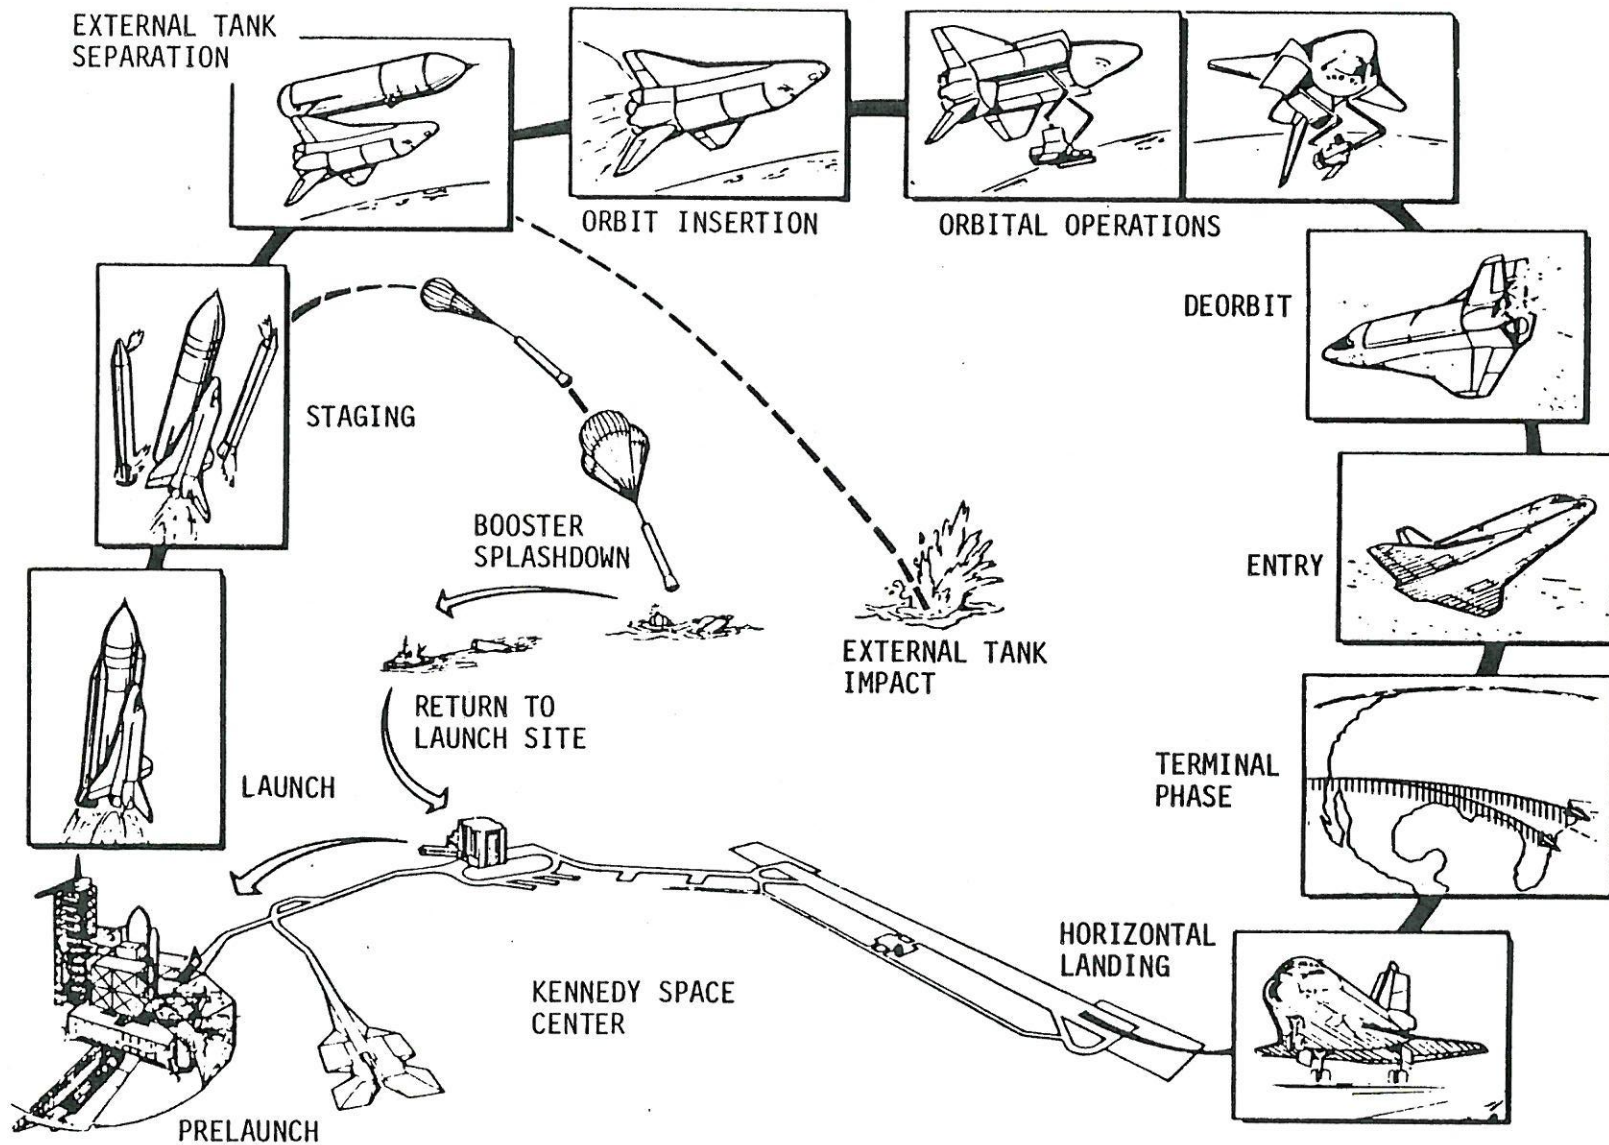 EXTERNAL TANK
SEPARATION
ORBIT INSERTION
ORBITAL OPERATIONS
DEORBIT
STAGING
BOOSTER
SPLASHDOWN
ENTRY
EXTERNAL TANK
IMPACT
RETURN TO
LAUNCH SITE
LAUNCH
TERMINAL
PHASE
HORIZONTAL
LANDING
KENNEDY SPACE
CENTER
PRELAUNCH